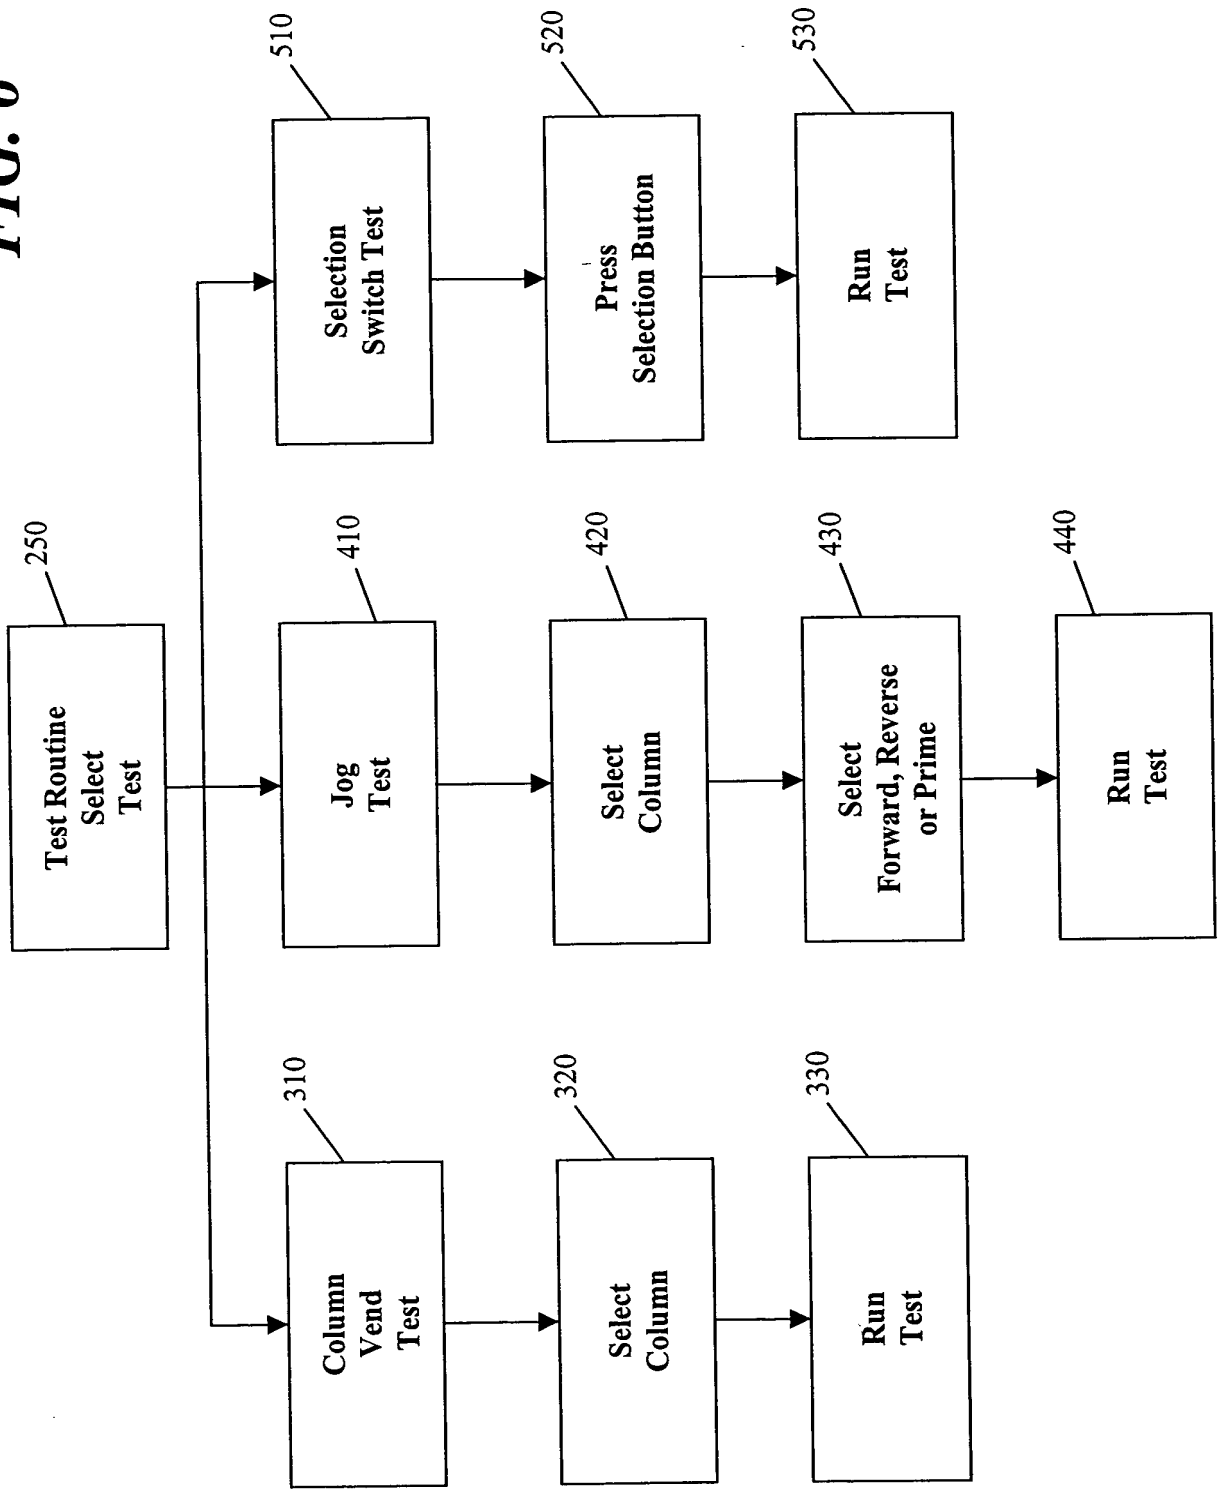 FIG.
250
Test Routine
Select
Test
310
Column
Vend
Test
410
Jog
Test
510
Selection
Switch Test
320
Select
Column
420
Select
Column
520
Press
Selection Button
330
Run
Test
430
Select
Forward, Reverse
or Prime
530
Run
Test
440
Run
Test